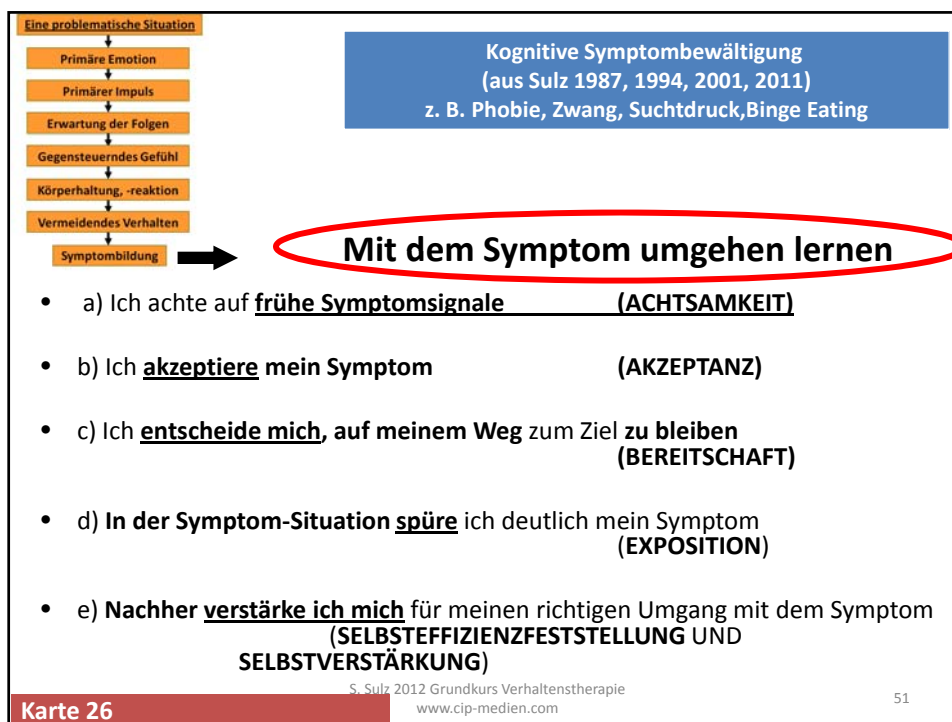 Eine problematische Situation
Primäre Emotion
Primärer Impuls
Erwartung der Folgen
Gegensteuerndes Gefühl
Körperhaltung, -reaktion
Vermeidendes Verhalten
Symptombildung
Kognitive Symptombewältigung
(aus Sulz 1987, 1994, 2001, 2011)
z. B. Phobie, Zwang, Suchtdruck,Binge Eating
Mit dem Symptom umgehen lernen
• a) Ich achte auf frühe Symptomsignale (ACHTSAMKEIT)
• b) Ich akzeptiere mein Symptom (AKZEPTANZ)
• c) Ich entscheide mich, auf meinem Weg zum Ziel zu bleiben
(BEREITSCHAFT)
• d) In der Symptom-Situation spüre ich deutlich mein Symptom
(EXPOSITION)
• e) Nachher verstärke ich mich für meinen richtigen Umgang mit dem Symptom
(SELBSTEFFIZIENZFESTSTELLUNG UND
SELBSTVERSTÄRKUNG)
S. Sulz 2012 Grundkurs Verhaltenstherapie
www.cip-medien.com
51
Karte 26